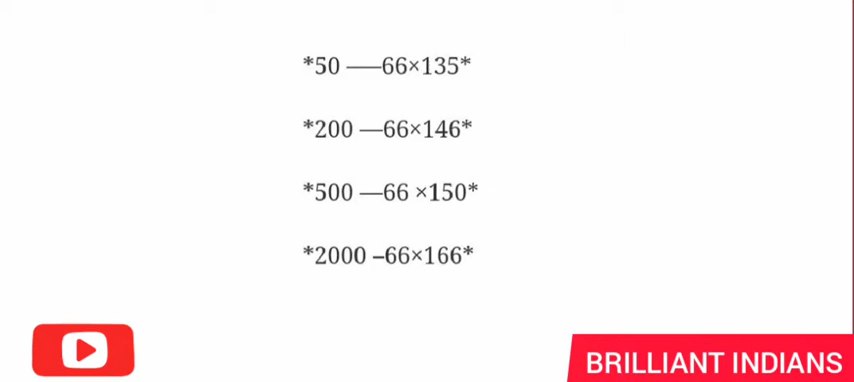 *50 —–66×135*
*200 —66×146*
*500 —66 ×150*
*2000 –66×166*
BRILLIANT INDIANS